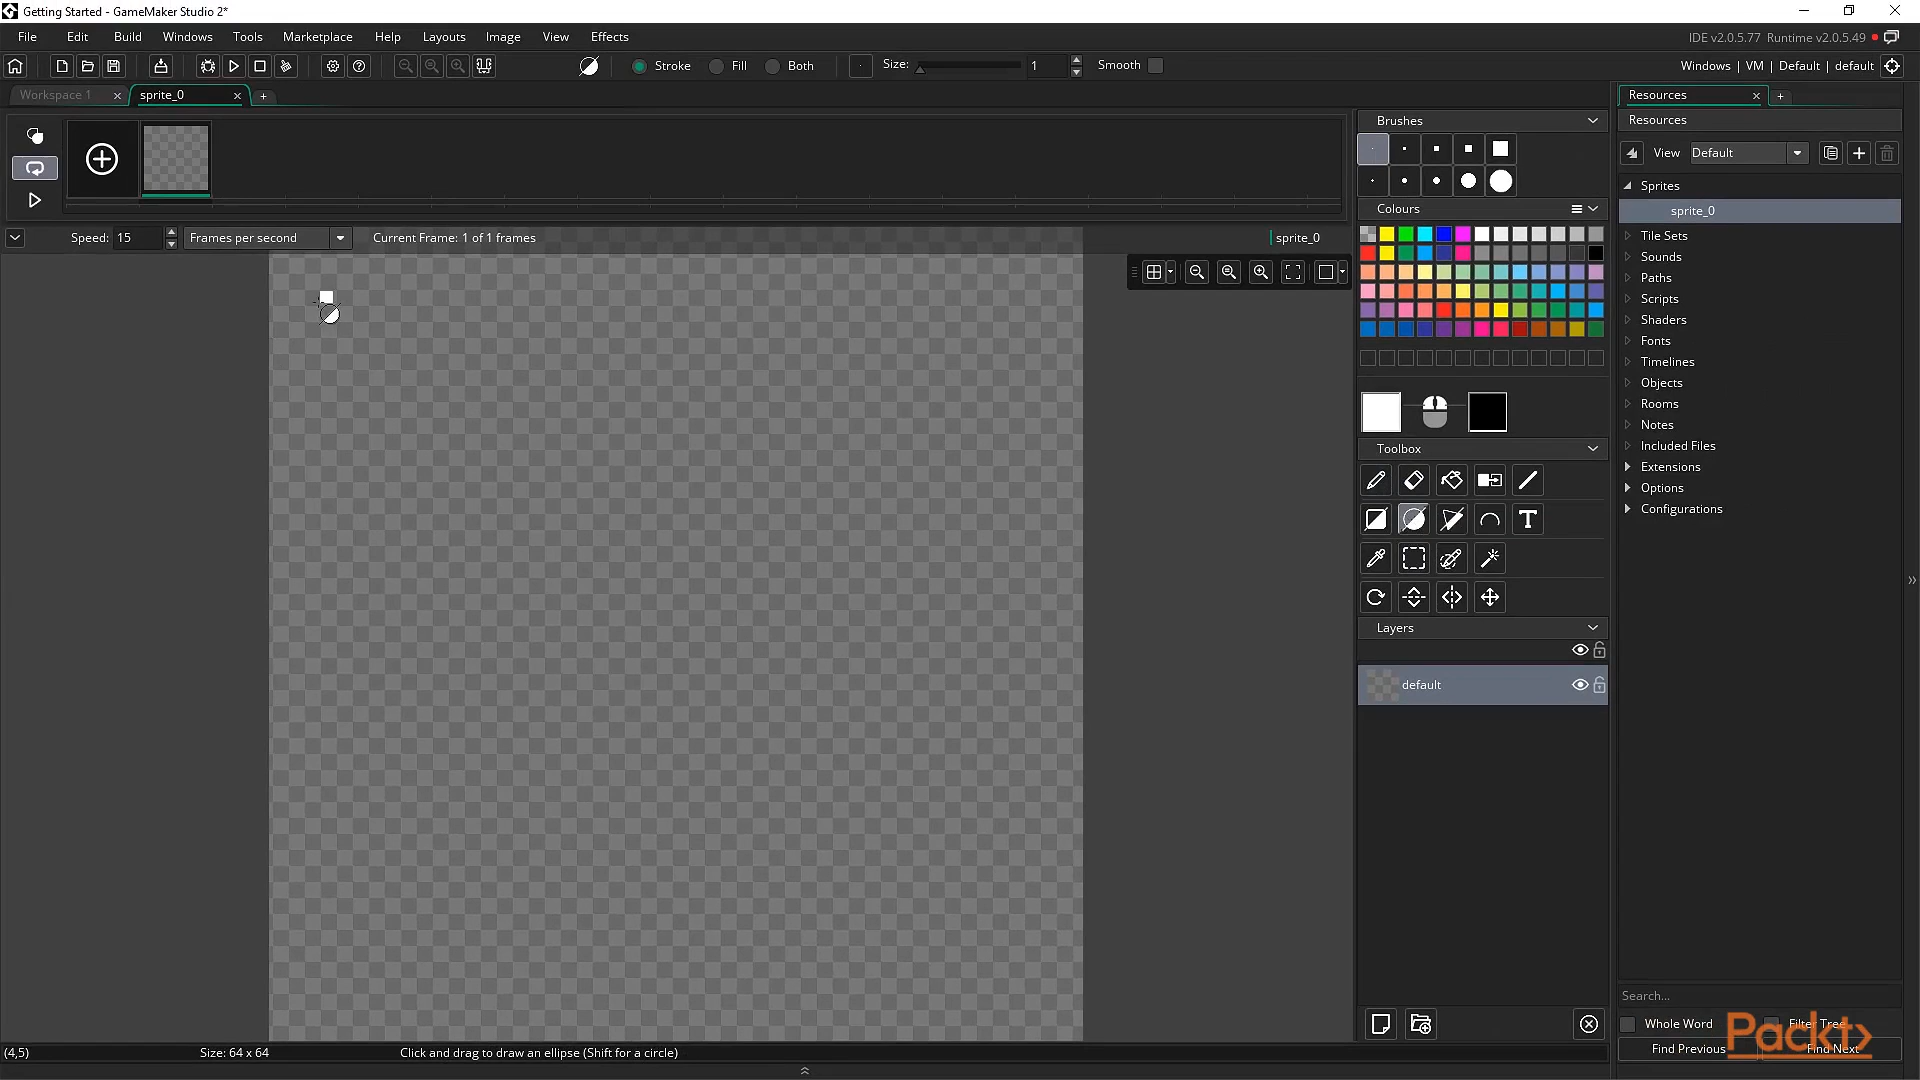 Getting Started - GameMaker Studio 2*
File Edit Build Windows Tools Marketplace Help Layouts Image View Effects
IDE v2.0.5.77 Runtime v2.0.5.49
Stroke Fill Both Size: 1 Smooth
Windows | VM | Default | default
Workspace 1 sprite_0
Resources
Brushes
Resources
View Default
Sprites
sprite_0
Colours
Tile Sets
Speed: 15 Frames per second Current Frame: 1 of 1 frames sprite_0
Sounds
Paths
Scripts
Shaders
Fonts
Timelines
Objects
Rooms
Notes
Included Files
Toolbox
Extensions
Options
Configurations
T
Layers
default
Search...
Whole Word Filter Tree
Find Previous Find Next
Packt>
(4,5) Size: 64 x 64 Click and drag to draw an ellipse (Shift for a circle)